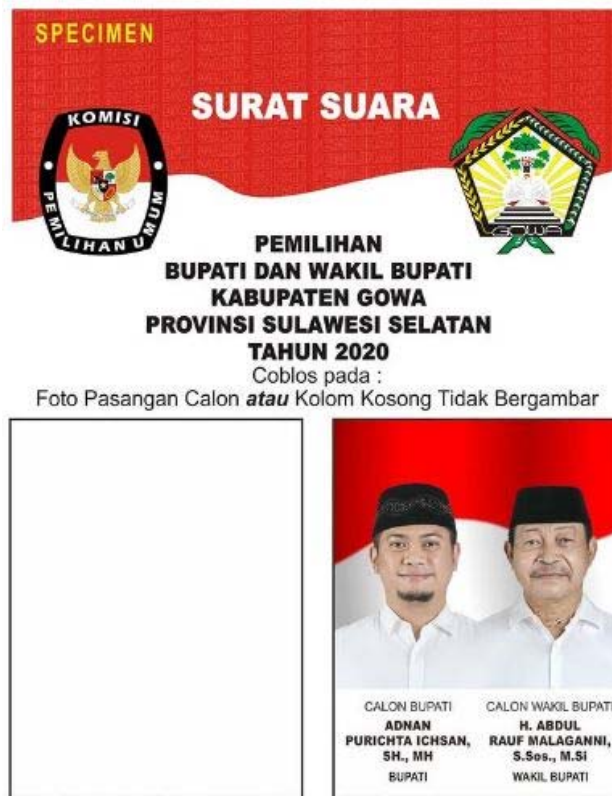 SPECIMEN
SURAT SUARA
KOMISI
PEMILIHAN UMUM
GOWA
PEMILIHAN
BUPATI DAN WAKIL BUPATI
KABUPATEN GOWA
PROVINSI SULAWESI SELATAN
TAHUN 2020
Coblos pada :
Foto Pasangan Calon atau Kolom Kosong Tidak Bergambar
CALON BUPATI
ADNAN
PURICHTA ICHSAN,
SH., MH
BUPATI
CALON WAKIL BUPATI
H. ABDUL
RAUF MALAGANNI,
S.Sos., M.Si
WAKIL BUPATI